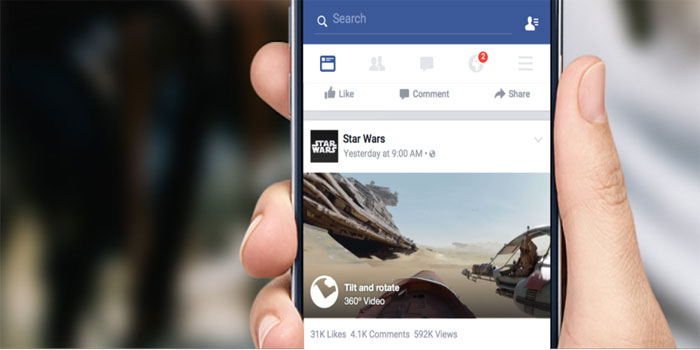 Search
2
Like Comment Share
STAR WARS
Star Wars
Yesterday at 9:00 AM •
Tilt and rotate
360° Video
31K Likes 4.1K Comments 592K Views